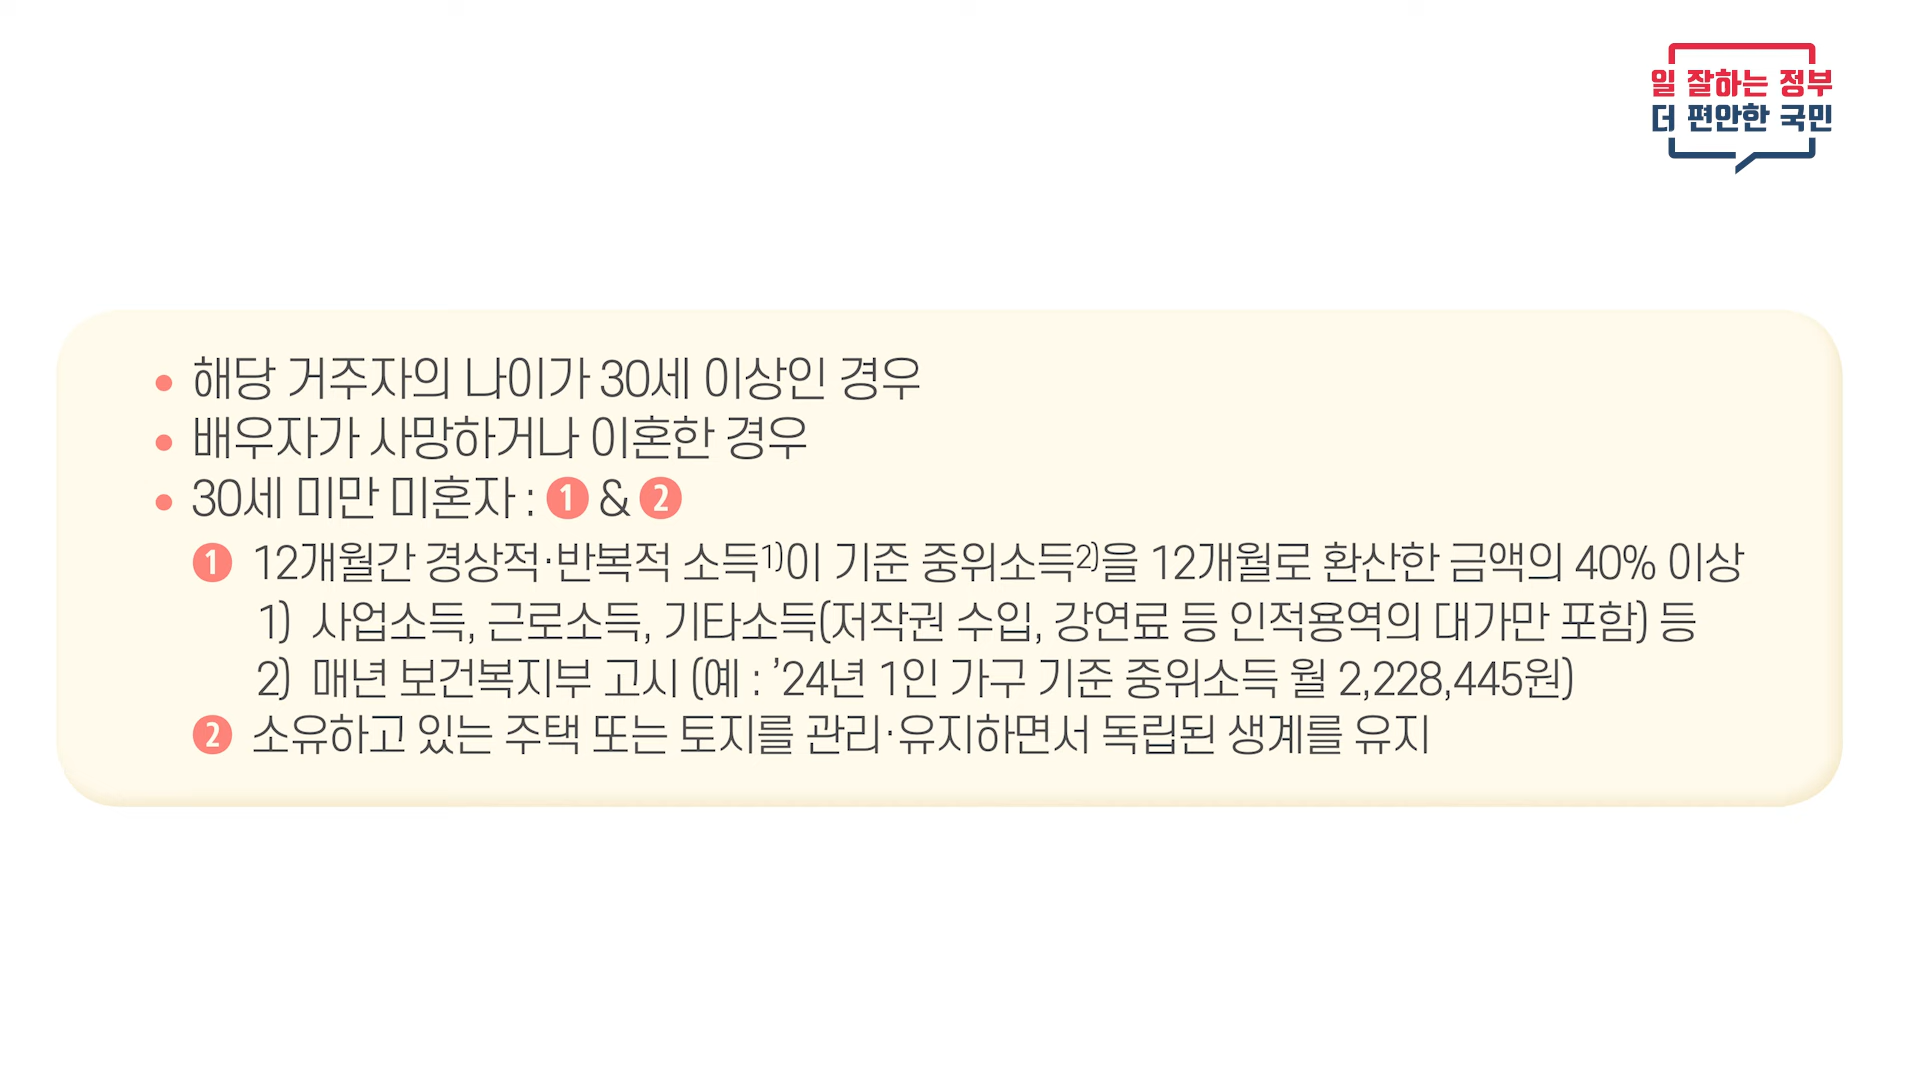 일 잘하는 정부
더 편안한 국민
• 해당 거주자의 나이가 30세 이상인 경우
• 배우자가 사망하거나 이혼한 경우
• 30세 미만 미혼자 : ❶ & ❷
❶ 12개월간 경상적·반복적 소득1)이 기준 중위소득2)을 12개월로 환산한 금액의 40% 이상
1) 사업소득, 근로소득, 기타소득(저작권 수입, 강연료 등 인적용역의 대가만 포함) 등
2) 매년 보건복지부 고시 (예 : ’24년 1인 가구 기준 중위소득 월 2,228,445원)
❷ 소유하고 있는 주택 또는 토지를 관리·유지하면서 독립된 생계를 유지